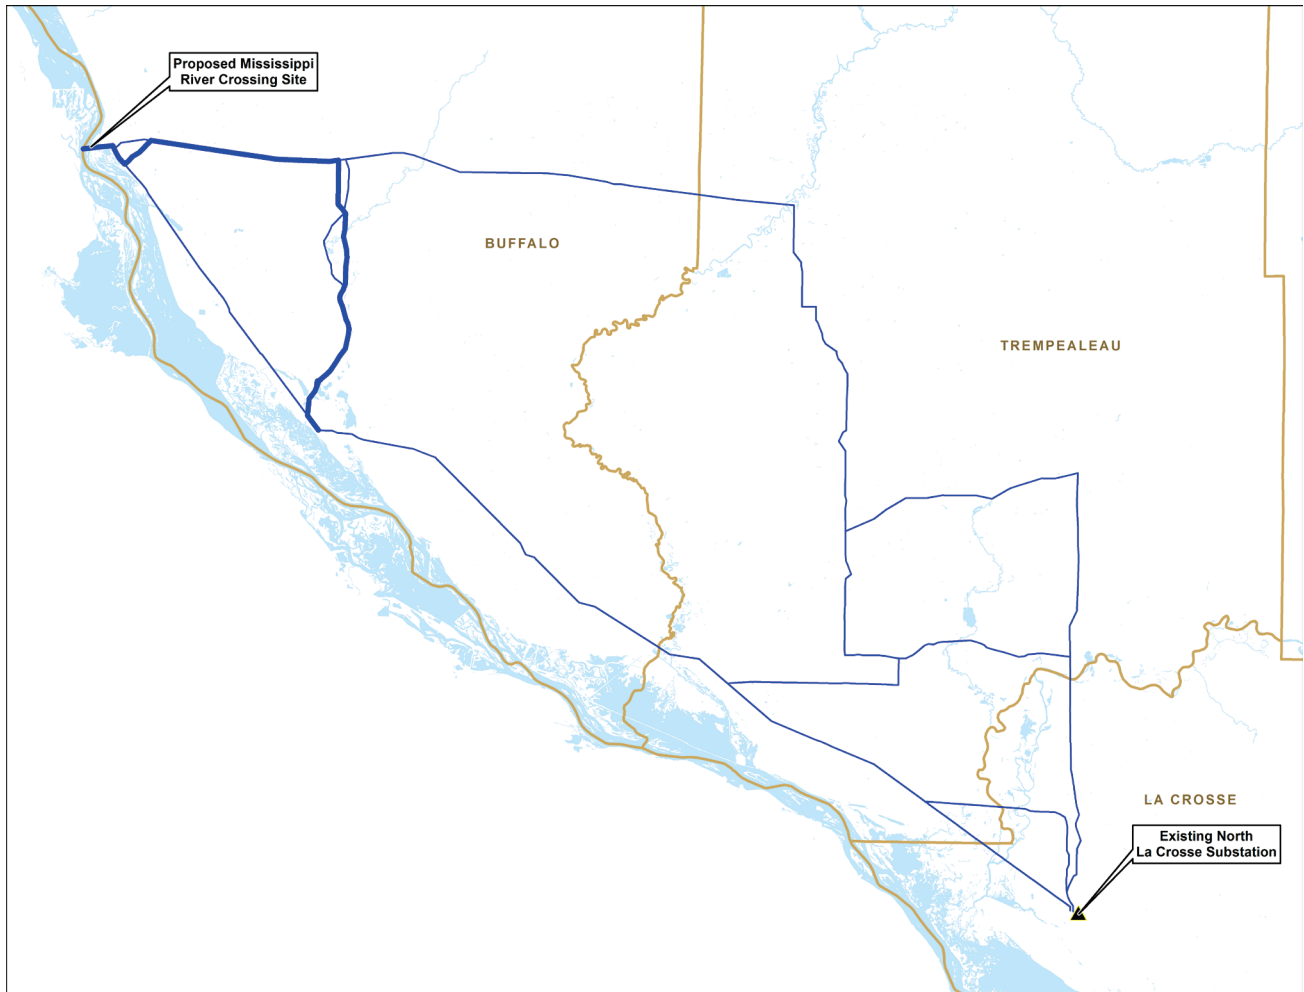 Proposed Mississippi
River Crossing Site
BUFFALO
TREMPEALEAU
LA CROSSE
Existing North
La Crosse Substation